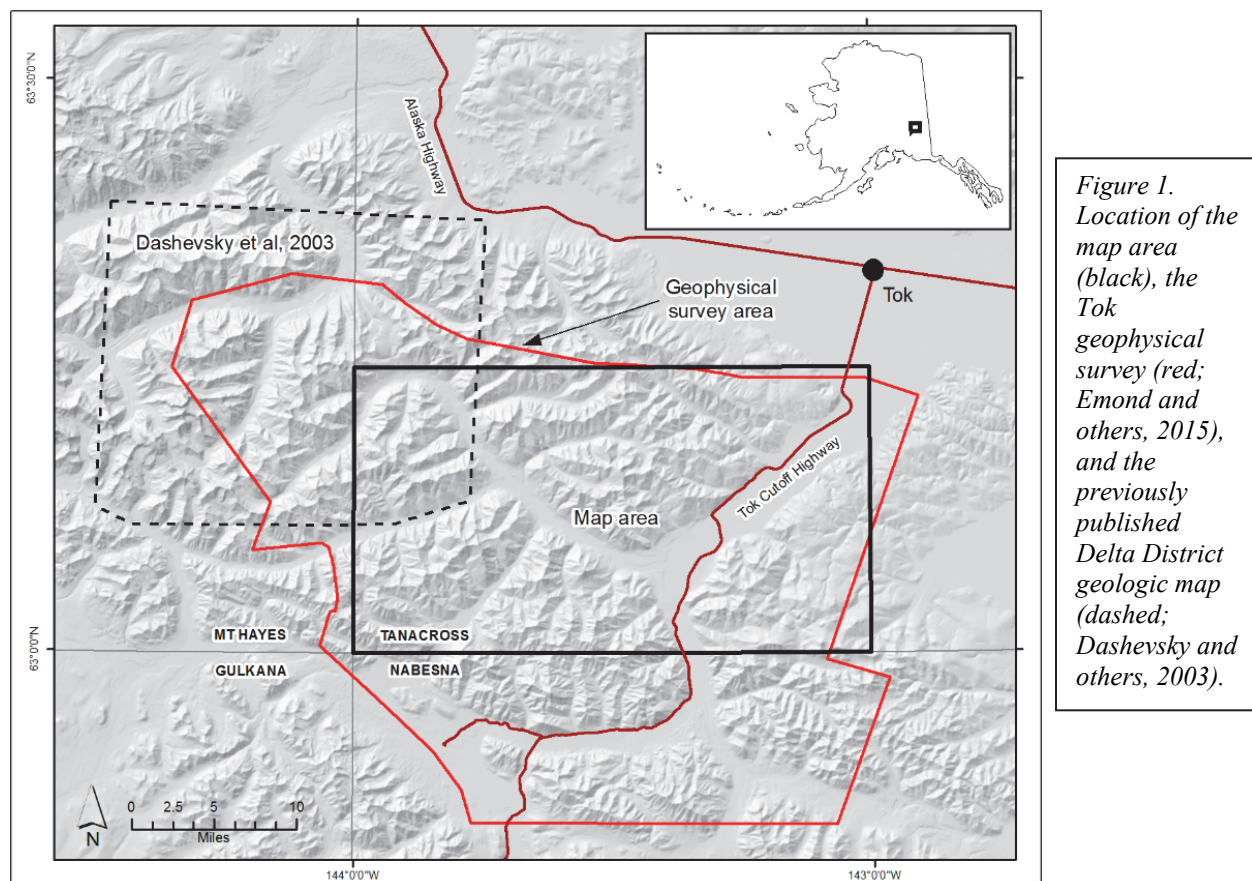 63°30'0"N
Alaska Highway
Dashevsky et al, 2003
Geophysical
survey area
Tok
Tok Cutoff Highway
Map area
MT HAYES
TANACROSS
63°0'0"N
GULKANA
NABESNA
0 2.5 5 10
Miles
N
144°0'0"W
143°0'0"W
Figure 1.
Location of the
map area
(black), the
Tok
geophysical
survey (red;
Emond and
others, 2015),
and the
previously
published
Delta District
geologic map
(dashed;
Dashevsky and
others, 2003).